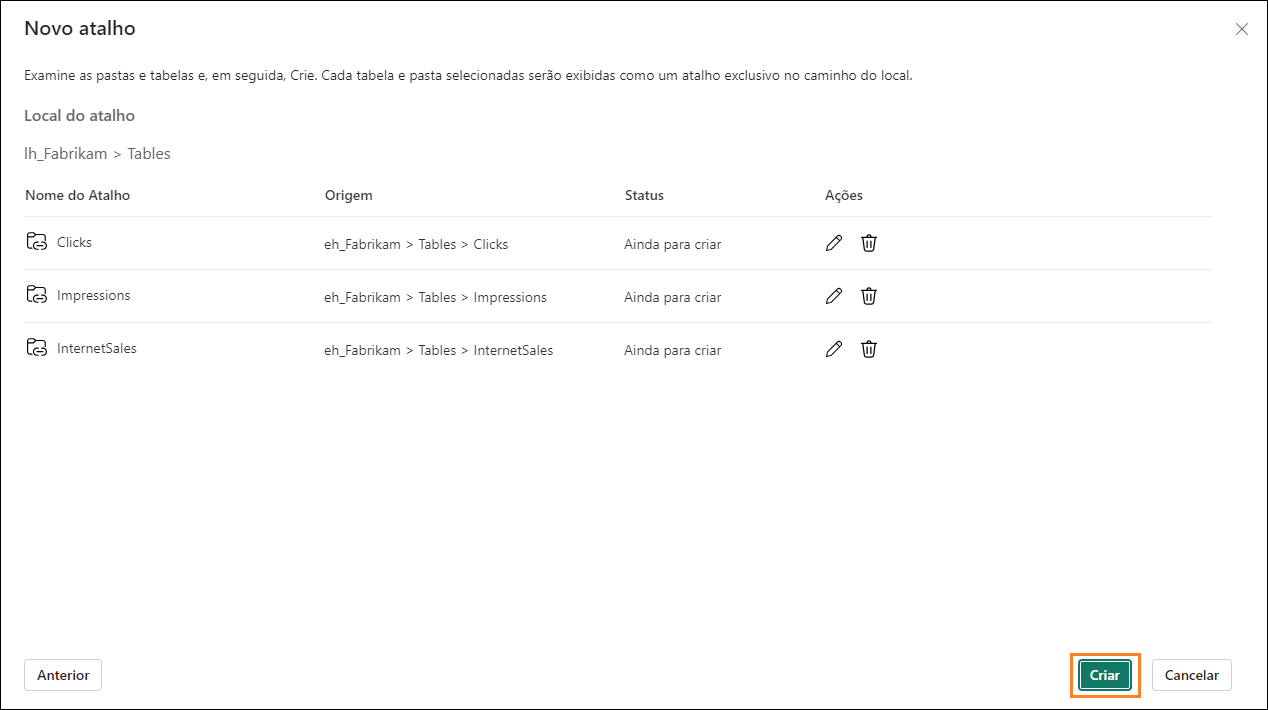 Novo atalho
Examine as pastas e tabelas e, em seguida, Crie. Cada tabela e pasta selecionadas serão exibidas como um atalho exclusivo no caminho do local.
Local do atalho
lh_Fabrikam > Tables
Nome do Atalho Origem Status Ações
Clicks eh_Fabrikam > Tables > Clicks Ainda para criar
Impressions eh_Fabrikam > Tables > Impressions Ainda para criar
InternetSales eh_Fabrikam > Tables > InternetSales Ainda para criar
Anterior Criar Cancelar